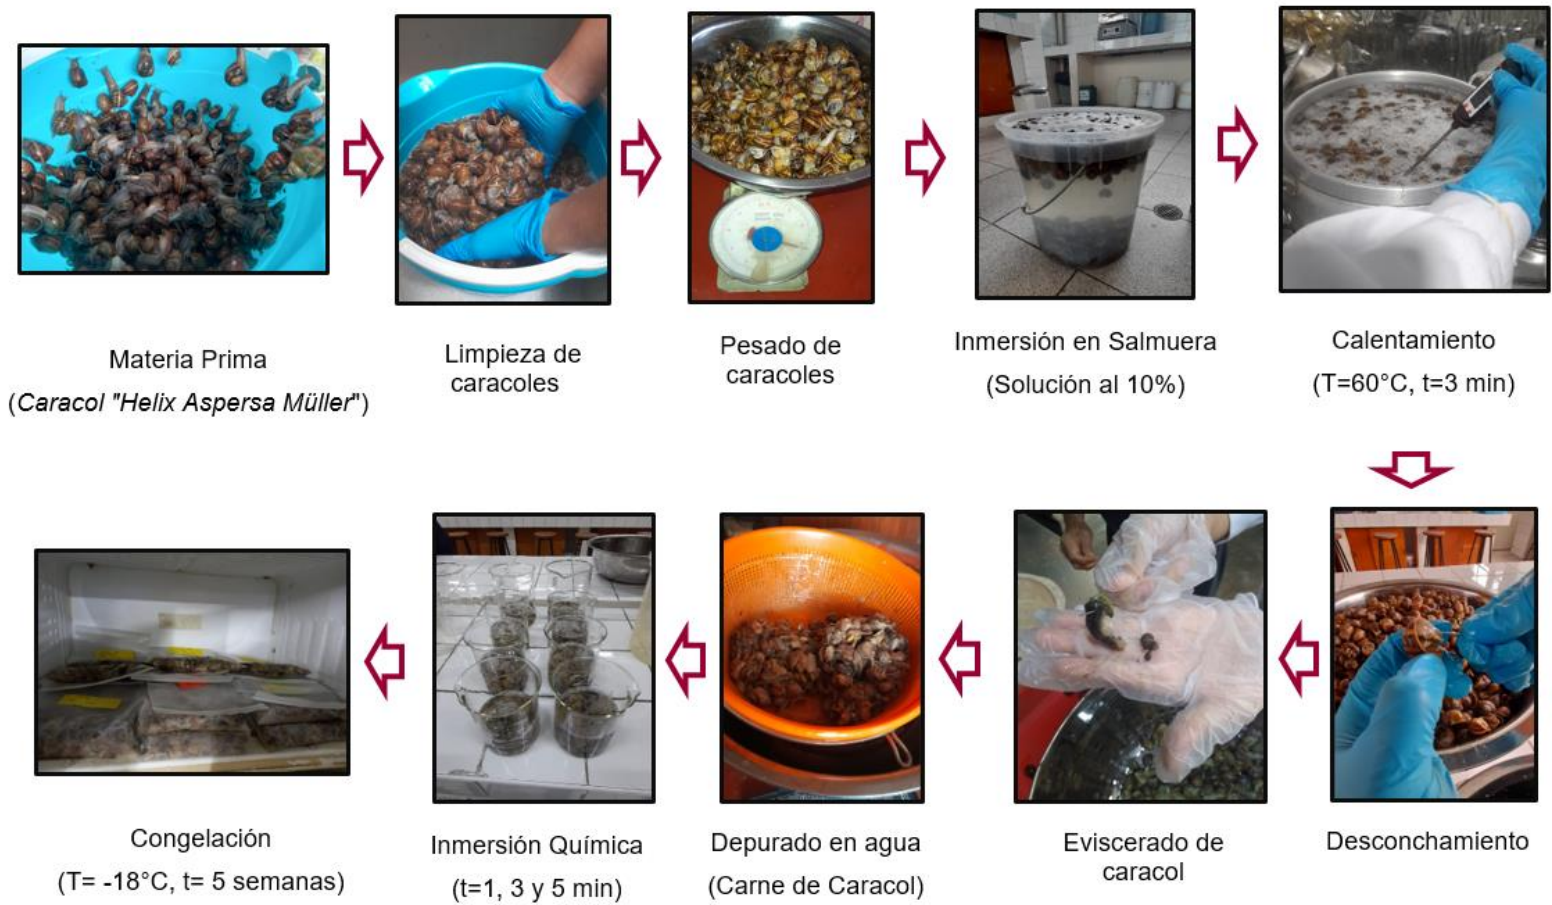 Materia Prima
(Caracol "Helix Aspersa Müller")
Limpieza de
caracoles
Pesado de
caracoles
Inmersión en Salmuera
(Solución al 10%)
Calentamiento
(T=60°C, t=3 min)
Desconchamiento
Eviscerado de
caracol
Depurado en agua
(Carne de Caracol)
Inmersión Química
(t=1, 3 y 5 min)
Congelación
(T= -18°C, t= 5 semanas)